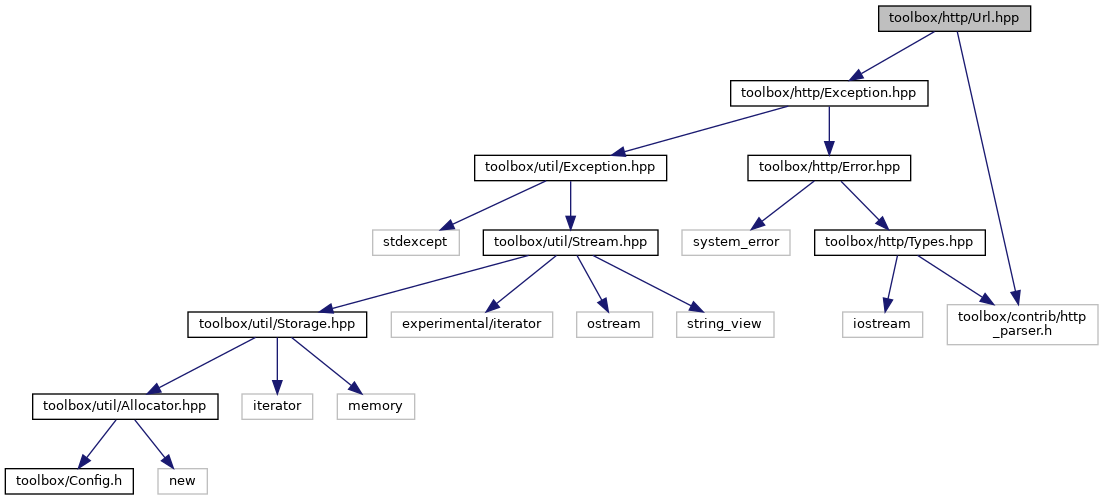 toolbox/http/Url.hpp
toolbox/http/Exception.hpp
toolbox/util/Exception.hpp
toolbox/http/Error.hpp
stdexcept
toolbox/util/Stream.hpp
system_error
toolbox/http/Types.hpp
toolbox/util/Storage.hpp
experimental/iterator
ostream
string_view
iostream
toolbox/contrib/http
_parser.h
toolbox/util/Allocator.hpp
iterator
memory
toolbox/Config.h
new